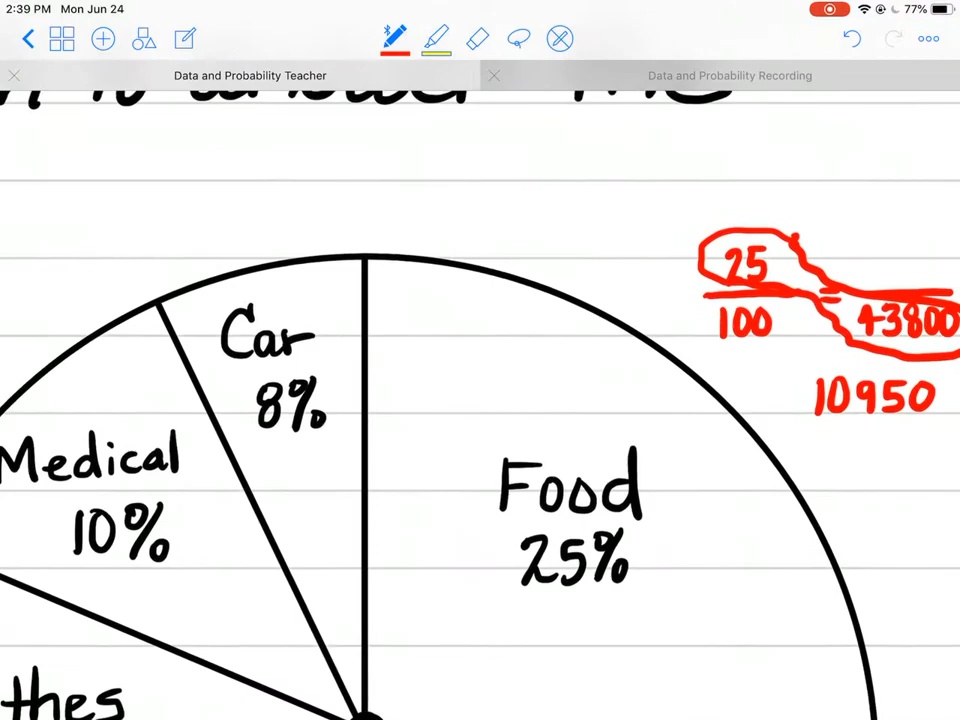 2:39 PM Mon Jun 24
77%
Data and Probability Teacher
Data and Probability Recording
Car
8%
25
100
=
43800
10950
Medical
10%
Food
25%
thes